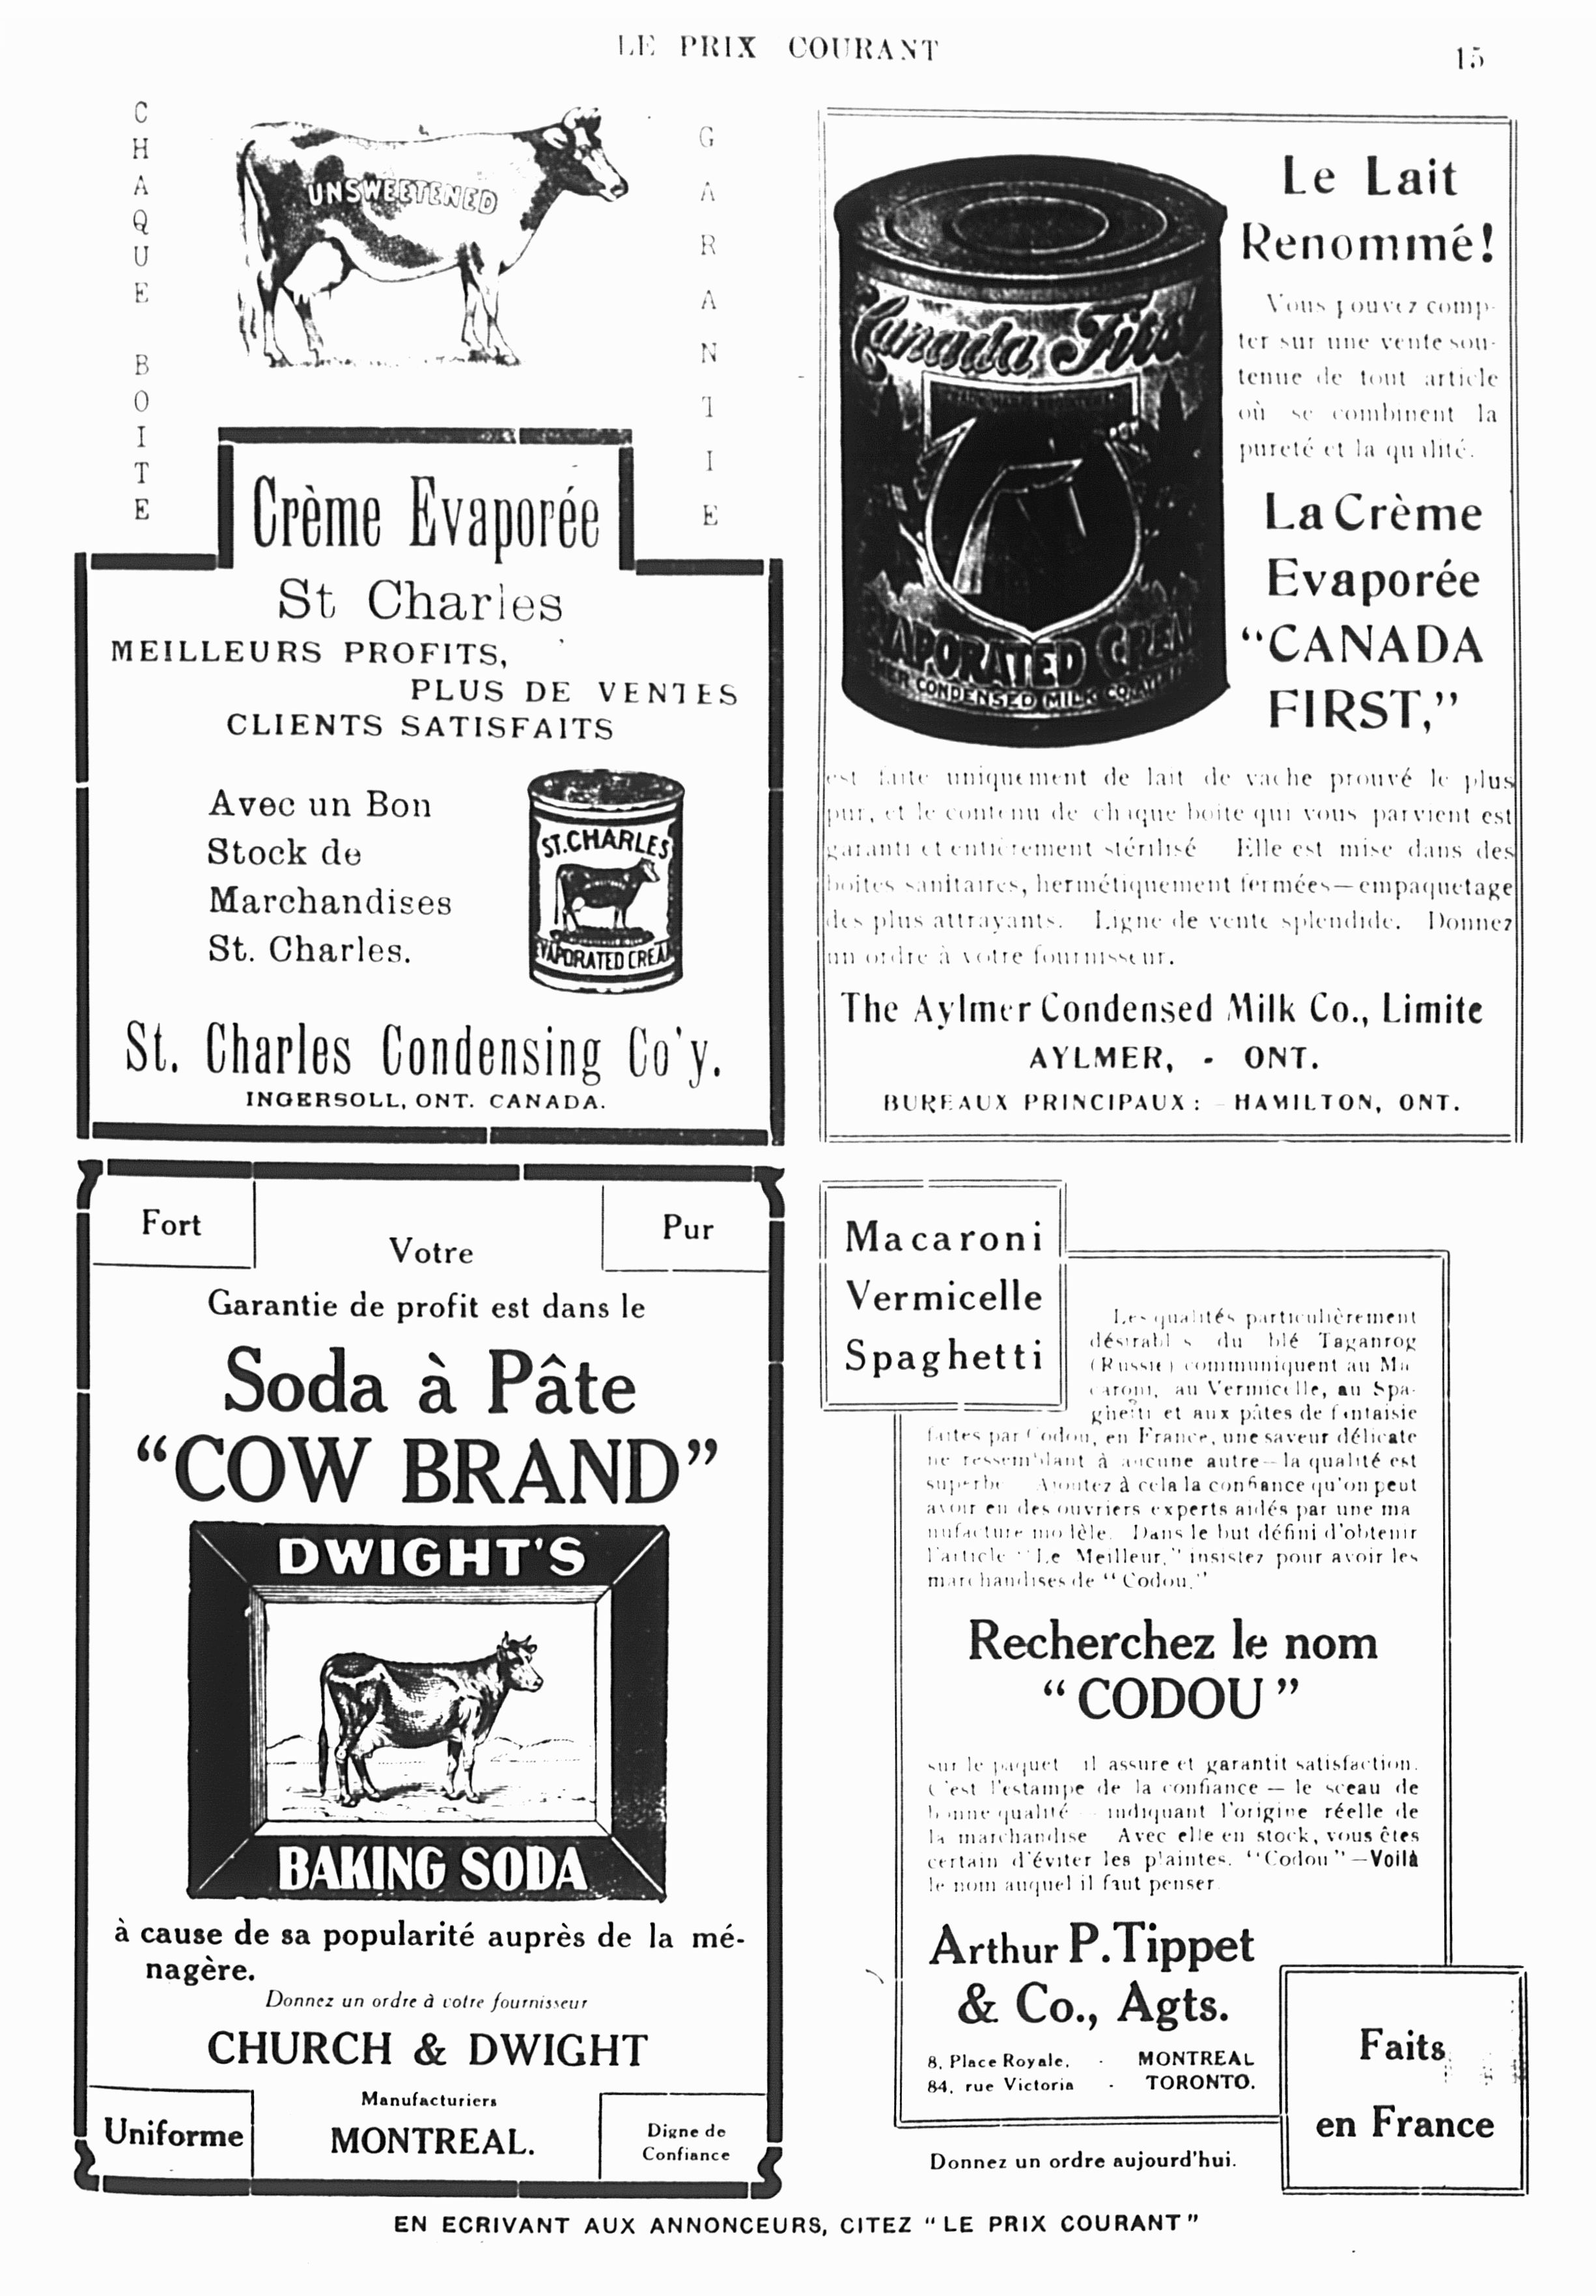 LE PRIX COURANT
15
CHAQUE BOITE
UNSWEETENED
GARANTIE
Crème Evaporée
St Charles
MEILLEURS PROFITS,
PLUS DE VENTES
CLIENTS SATISFAITS
Avec un Bon
Stock de
Marchandises
St. Charles.
ST. CHARLES
EVAPORATED CREAM
St. Charles Condensing Co'y.
INGERSOLL, ONT. CANADA.
Le Lait
Renommé!
Vous pouvez comp-
ter sur une vente sou-
tenue de tout article
où se combinent la
pureté et la qualité.
La Crème
Evaporée
"CANADA
FIRST,"
Canada First
EVAPORATED CREAM
CONDENSED MILK CO.
est faite uniquement de lait de vache prouvé le plus
pur, et le contenu de chaque boite qui vous parvient est
garanti et entièrement stérilisé Elle est mise dans des
boites sanitaires, hermétiquement fermées—empaquetage
des plus attrayants. Ligne de vente splendide. Donnez
un ordre à votre fournisseur.
The Aylmer Condensed Milk Co., Limite
AYLMER, - ONT.
BUREAUX PRINCIPAUX: – HAMILTON, ONT.
Fort
Votre
Pur
Garantie de profit est dans le
Soda à Pâte
"COW BRAND"
DWIGHT'S
BAKING SODA
à cause de sa popularité auprès de la mé-
nagère.
Donnez un ordre à votre fournisseur
CHURCH & DWIGHT
Manufacturiers
MONTREAL.
Uniforme
Digne de
Confiance
Macaroni
Vermicelle
Spaghetti
Les qualités particulièrement
désirables du blé Taganrog
(Russie) communiquent au Ma-
caroni, au Vermicelle, au Spa-
ghetti et aux pâtes de fantaisie
faites par Codou, en France, une saveur délicate
ne ressemblant à aucune autre—la qualité est
superbe Ajoutez à cela la confiance qu'on peut
avoir en des ouvriers experts aidés par une ma
nufacture modèle. Dans le but défini d'obtenir
l'article "Le Meilleur," insistez pour avoir les
marchandises de "Codou."
Recherchez le nom
"CODOU"
sur le paquet il assure et garantit satisfaction.
C'est l'estampe de la confiance — le sceau de
bonne qualité — indiquant l'origine réelle de
la marchandise Avec elle en stock, vous êtes
certain d'éviter les plaintes. "Codou"—Voilà
le nom auquel il faut penser
Arthur P. Tippet
& Co., Agts.
8, Place Royale, - MONTREAL
84, rue Victoria - TORONTO.
Faits
en France
Donnez un ordre aujourd'hui.
EN ECRIVANT AUX ANNONCEURS, CITEZ "LE PRIX COURANT"